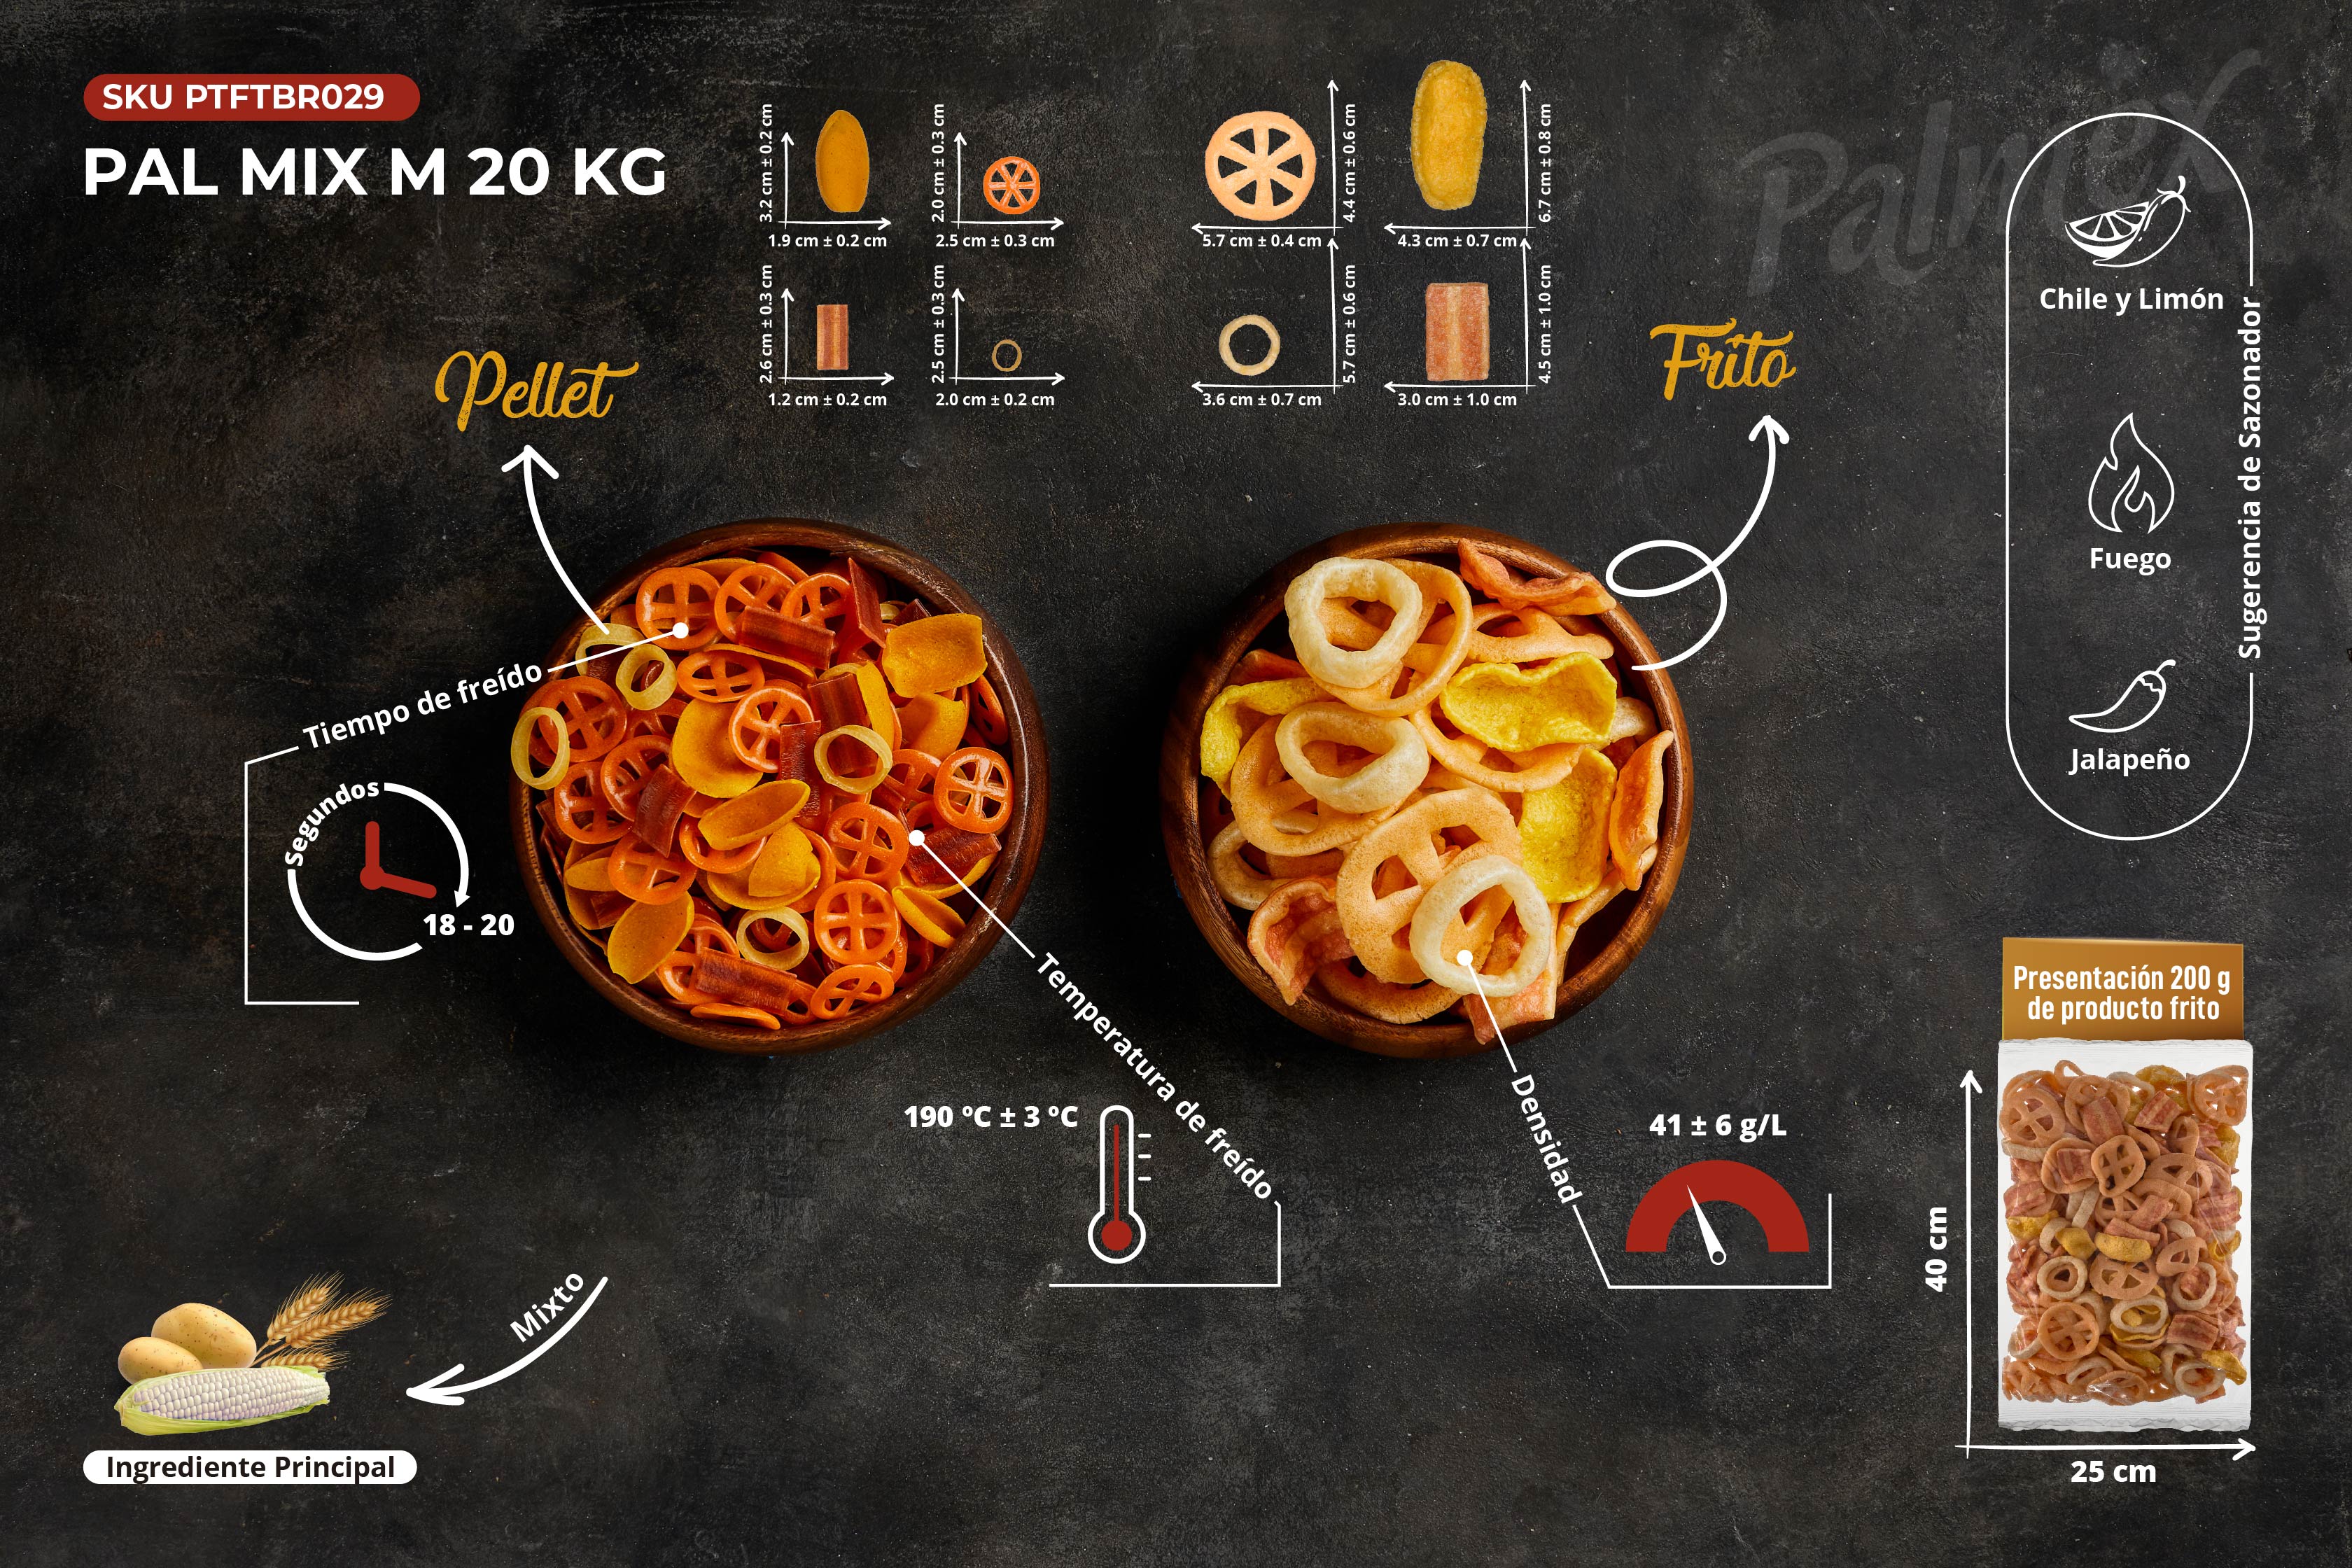 SKU PTFTBR029
PAL MIX M 20 KG
3.2 cm ± 0.2 cm
1.9 cm ± 0.2 cm
2.0 cm ± 0.3 cm
2.5 cm ± 0.3 cm
2.6 cm ± 0.3 cm
1.2 cm ± 0.2 cm
2.5 cm ± 0.3 cm
2.0 cm ± 0.2 cm
4.4 cm ± 0.6 cm
5.7 cm ± 0.4 cm
6.7 cm ± 0.8 cm
4.3 cm ± 0.7 cm
5.7 cm ± 0.6 cm
3.6 cm ± 0.7 cm
4.5 cm ± 1.0 cm
3.0 cm ± 1.0 cm
Palmex
Pellet
Frito
Chile y Limón
Fuego
Jalapeño
Sugerencia de Sazonador
Tiempo de freído
Segundos
18 - 20
Temperatura de freído
190 ºC ± 3 ºC
Densidad
41 ± 6 g/L
Presentación 200 g
de producto frito
40 cm
25 cm
Mixto
Ingrediente Principal